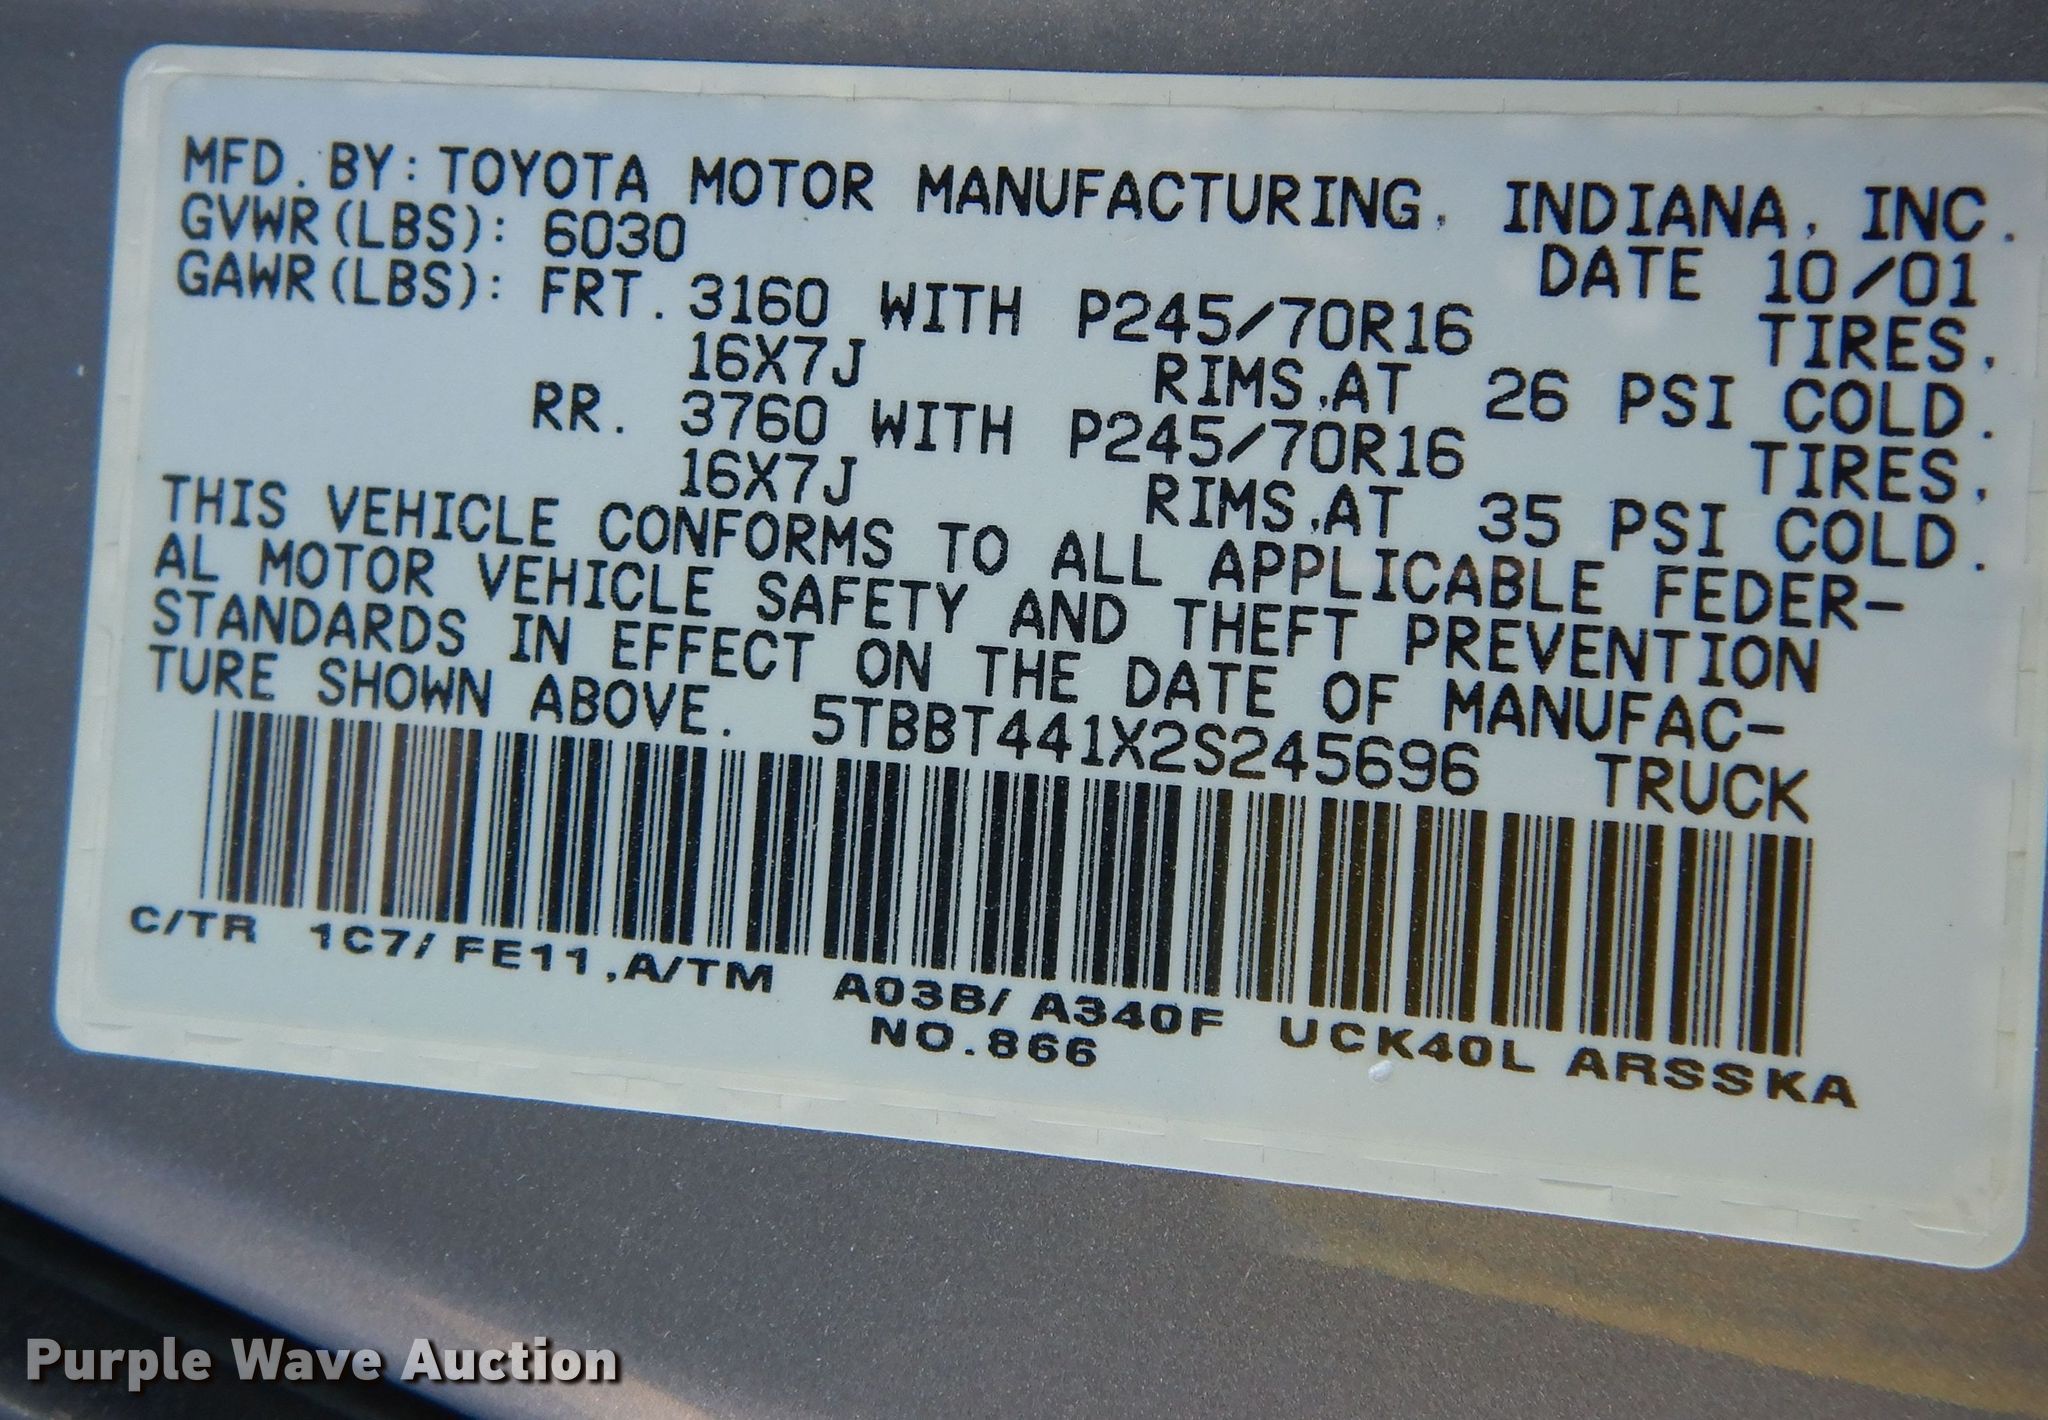 MFD. BY: TOYOTA MOTOR MANUFACTURING, INDIANA, INC.
GVWR(LBS): 6030 DATE 10/01
GAWR(LBS): FRT. 3160 WITH P245/70R16 TIRES,
16X7J RIMS,AT 26 PSI COLD.
RR. 3760 WITH P245/70R16 TIRES,
16X7J RIMS,AT 35 PSI COLD.
THIS VEHICLE CONFORMS TO ALL APPLICABLE FEDER-
AL MOTOR VEHICLE SAFETY AND THEFT PREVENTION
STANDARDS IN EFFECT ON THE DATE OF MANUFAC-
TURE SHOWN ABOVE. 5TBBT441X2S245696 TRUCK
C/TR 1C7/FE11,A/TM A03B/A340F UCK40L ARSSKA
NO.866
Purple Wave Auction